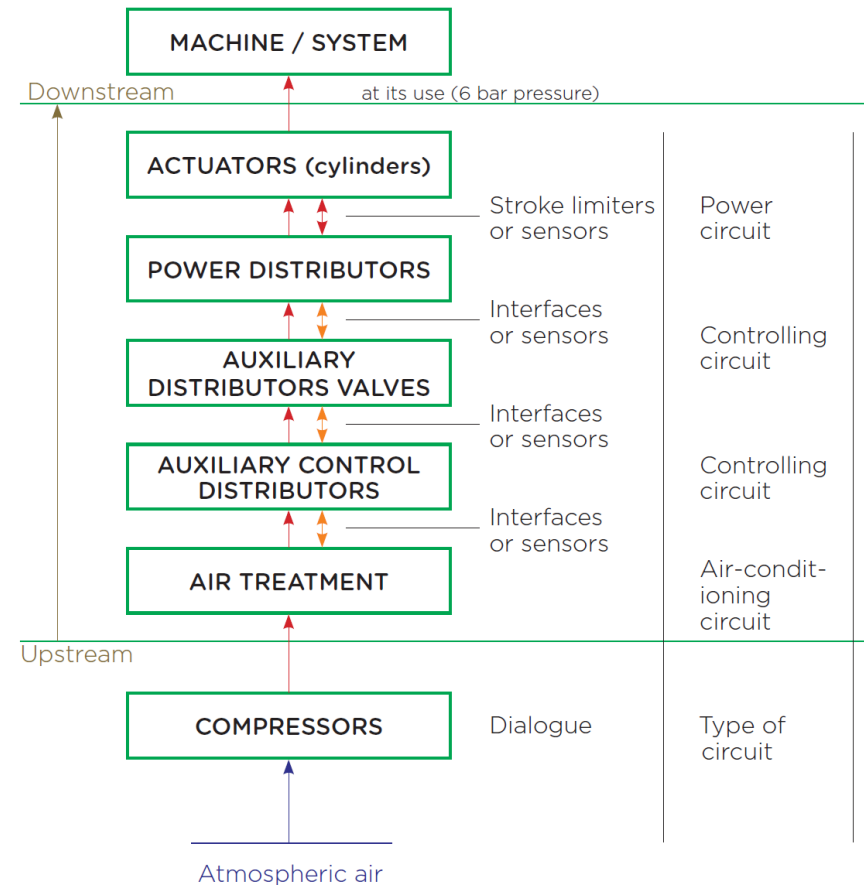 MACHINE / SYSTEM
Downstream
at its use (6 bar pressure)
ACTUATORS (cylinders)
Stroke limiters
or sensors
Power
circuit
POWER DISTRIBUTORS
Interfaces
or sensors
Controlling
circuit
AUXILIARY
DISTRIBUTORS VALVES
Interfaces
or sensors
AUXILIARY CONTROL
DISTRIBUTORS
Controlling
circuit
Interfaces
or sensors
AIR TREATMENT
Air-condit-
ioning
circuit
Upstream
COMPRESSORS
Dialogue
Type of
circuit
Atmospheric air